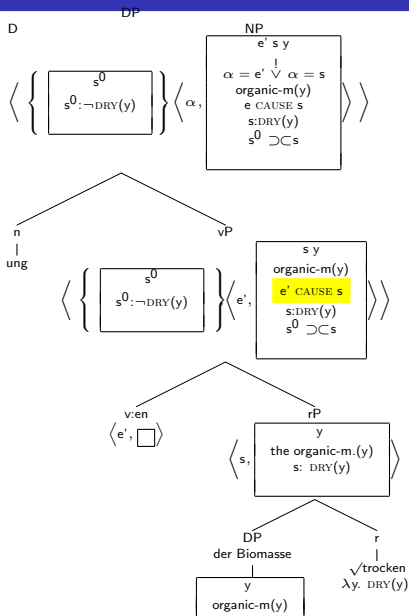 DP
D NP
e' s y
!
α = e' ∨ α = s
organic-m(y)
e CAUSE s
s:DRY(y)
s⁰ ⊃⊂s
⟨ { s⁰
s⁰:¬DRY(y) } ⟨α, ⟩ ⟩
n vP
ung
s y
organic-m(y)
e' CAUSE s
s:DRY(y)
s⁰ ⊃⊂s
⟨ { s⁰
s⁰:¬DRY(y) } ⟨e', ⟩⟩
v:en rP
⟨e', □⟩
y
the organic-m.(y)
s: DRY(y)
⟨s, ⟩
DP r
der Biomasse
√trocken
λy. DRY(y)
y
organic-m(y)